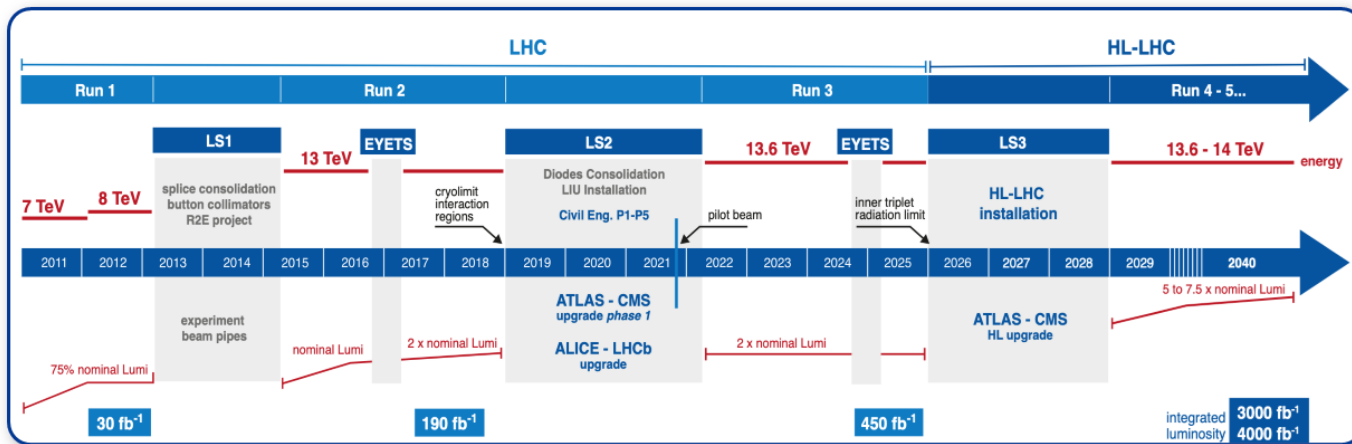 LHC
HL-LHC
Run 1
Run 2
Run 3
Run 4 - 5...
LS1
EYETS
LS2
EYETS
LS3
13 TeV
13.6 TeV
13.6 - 14 TeV
energy
7 TeV
8 TeV
splice consolidation
button collimators
R2E project
cryolimit
interaction
regions
Diodes Consolidation
LIU Installation
Civil Eng. P1-P5
pilot beam
inner triplet
radiation limit
HL-LHC
installation
2011 2012 2013 2014 2015 2016 2017 2018 2019 2020 2021 2022 2023 2024 2025 2026 2027 2028 2029 2040
5 to 7.5 x nominal Lumi
experiment
beam pipes
ATLAS - CMS
upgrade phase 1
ALICE - LHCb
upgrade
ATLAS - CMS
HL upgrade
75% nominal Lumi
nominal Lumi
2 x nominal Lumi
2 x nominal Lumi
30 fb⁻¹
190 fb⁻¹
450 fb⁻¹
integrated
luminosity
3000 fb⁻¹
4000 fb⁻¹